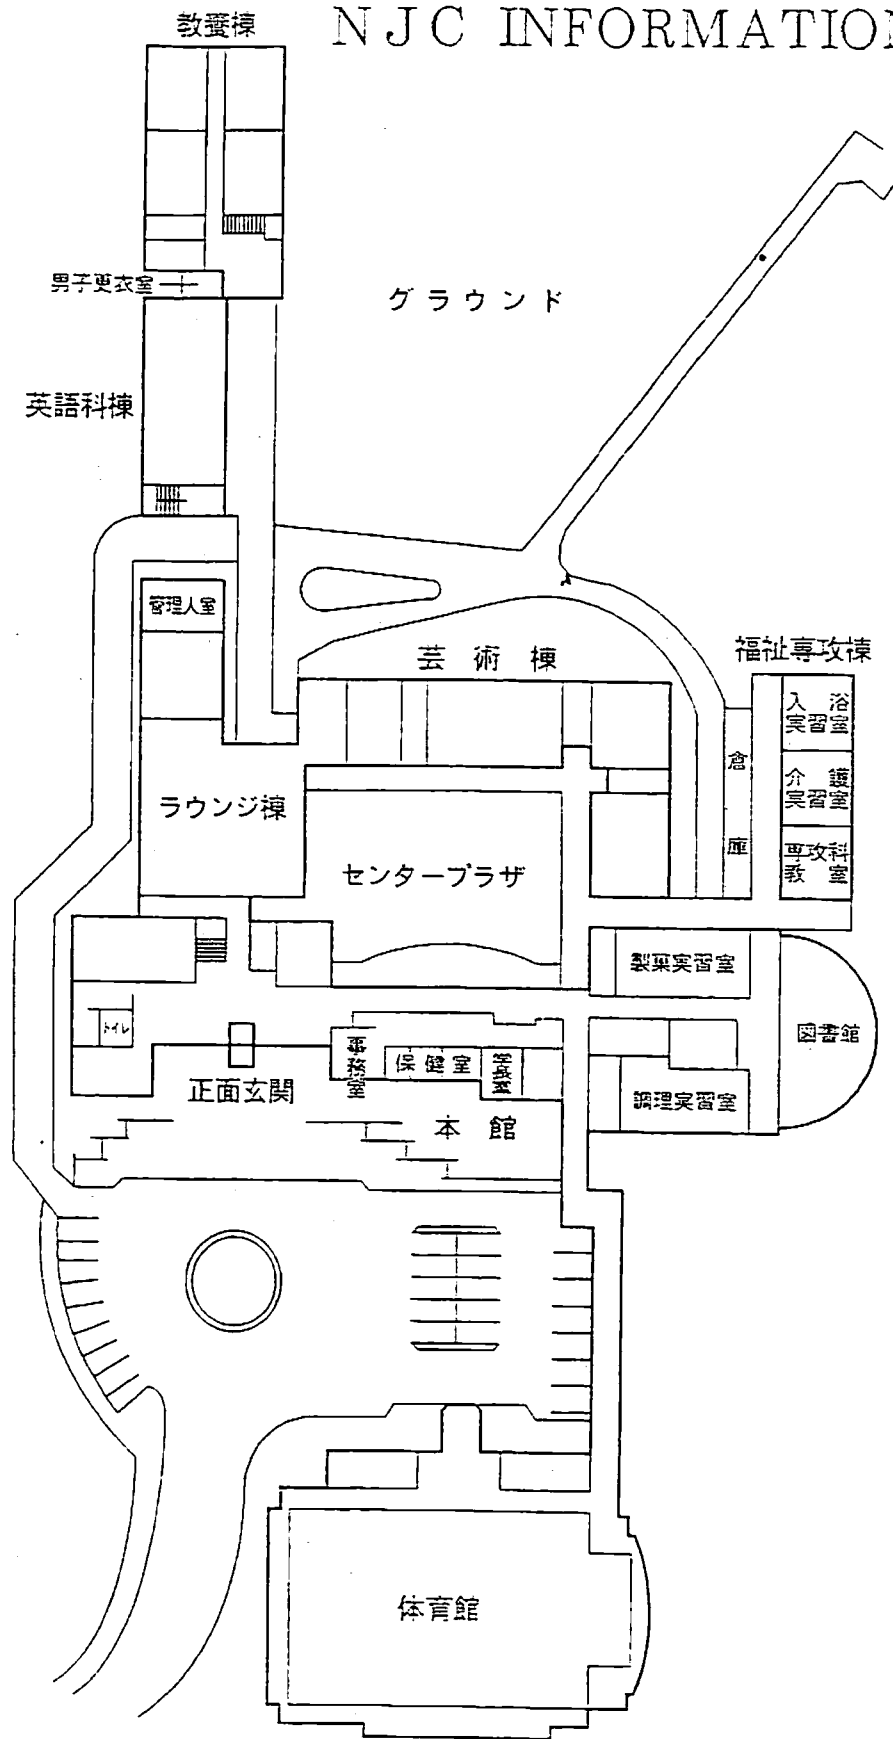 教養棟
NJC INFORMATION
男子更衣室
グラウンド
英語科棟
管理人室
芸術棟
福祉専攻棟
入浴
実習室
倉庫
介護
実習室
ラウンジ棟
専攻科
教室
センタープラザ
製菓実習室
トイレ
事務室
保健室
学長室
図書館
正面玄関
調理実習室
本館
体育館